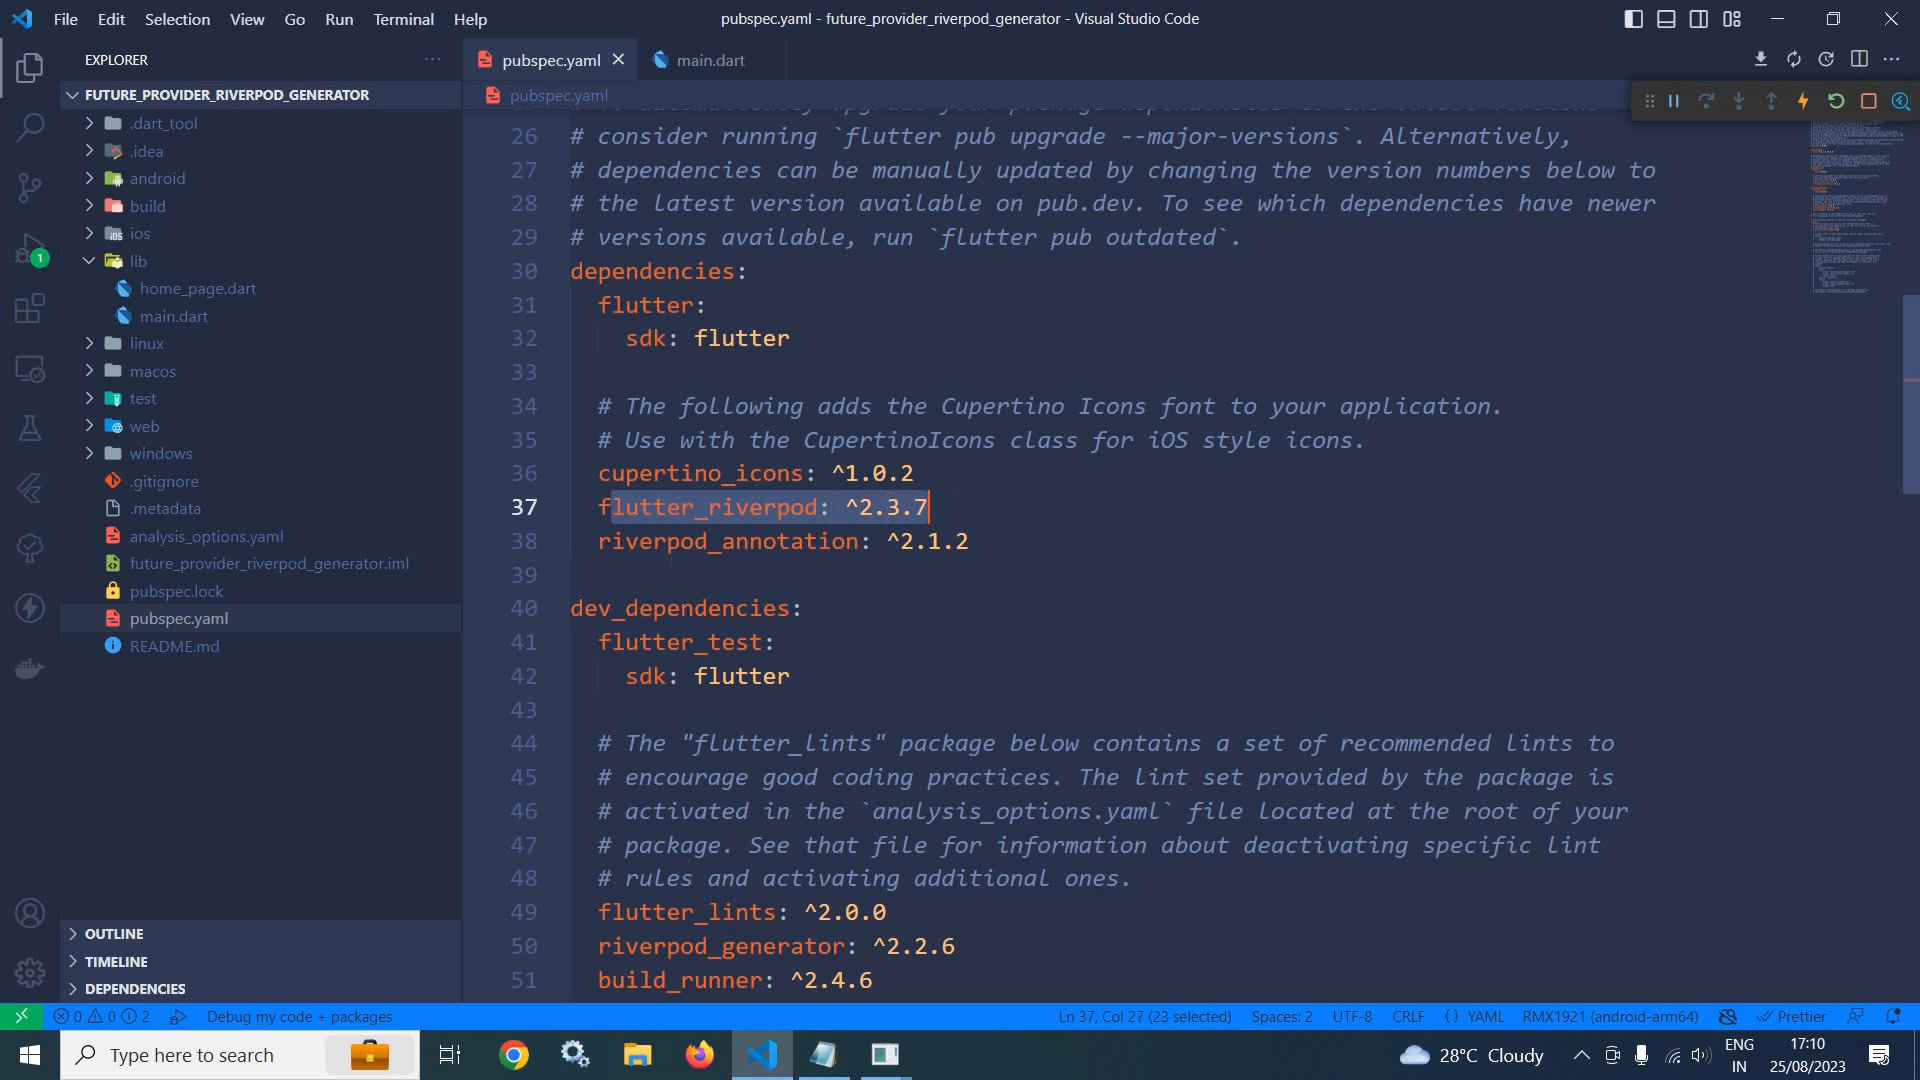 File Edit Selection View Go Run Terminal Help
pubspec.yaml - future_provider_riverpod_generator - Visual Studio Code
EXPLORER
FUTURE_PROVIDER_RIVERPOD_GENERATOR
.dart_tool
.idea
android
build
ios
lib
home_page.dart
main.dart
linux
macos
test
web
windows
.gitignore
.metadata
analysis_options.yaml
future_provider_riverpod_generator.iml
pubspec.lock
pubspec.yaml
README.md
OUTLINE
TIMELINE
DEPENDENCIES
1
pubspec.yaml main.dart
pubspec.yaml
26 # consider running `flutter pub upgrade --major-versions`. Alternatively,
27 # dependencies can be manually updated by changing the version numbers below to
28 # the latest version available on pub.dev. To see which dependencies have newer
29 # versions available, run `flutter pub outdated`.
30 dependencies:
31 flutter:
32 sdk: flutter
33
34 # The following adds the Cupertino Icons font to your application.
35 # Use with the CupertinoIcons class for iOS style icons.
36 cupertino_icons: ^1.0.2
37 flutter_riverpod: ^2.3.7
38 riverpod_annotation: ^2.1.2
39
40 dev_dependencies:
41 flutter_test:
42 sdk: flutter
43
44 # The "flutter_lints" package below contains a set of recommended lints to
45 # encourage good coding practices. The lint set provided by the package is
46 # activated in the `analysis_options.yaml` file located at the root of your
47 # package. See that file for information about deactivating specific lint
48 # rules and activating additional ones.
49 flutter_lints: ^2.0.0
50 riverpod_generator: ^2.2.6
51 build_runner: ^2.4.6
0 0 2 Debug my code + packages
Ln 37, Col 27 (23 selected) Spaces: 2 UTF-8 CRLF {} YAML RMX1921 (android-arm64) Prettier
Type here to search
28°C Cloudy
ENG
IN
17:10
25/08/2023